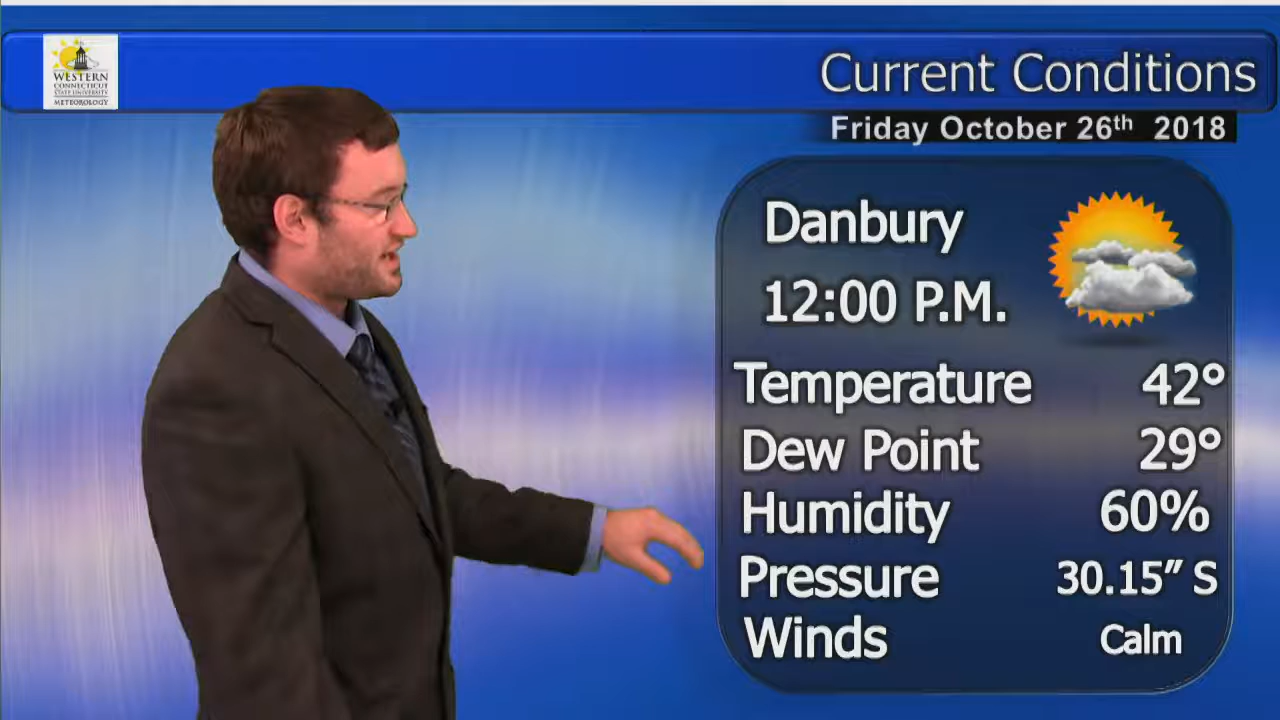 WESTERN
CONNECTICUT
STATE UNIVERSITY
METEOROLOGY
Current Conditions
Friday October 26th 2018
Danbury
12:00 P.M.
Temperature 42°
Dew Point 29°
Humidity 60%
Pressure 30.15” S
Winds Calm